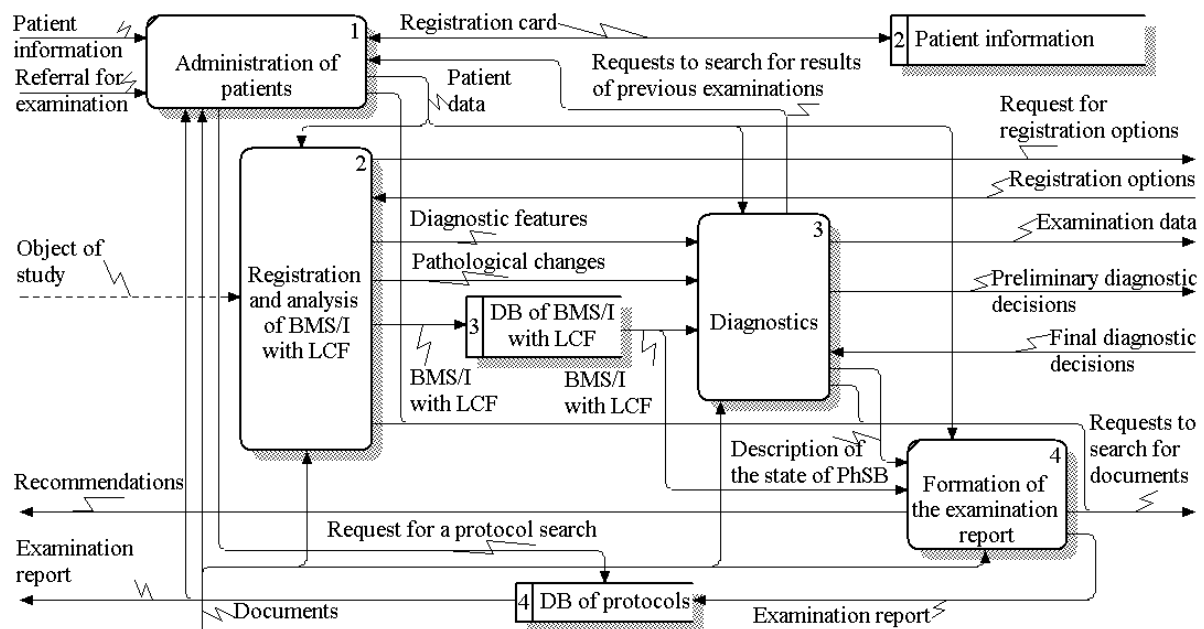 Patient
information
Referral for
examination
1
Administration of
patients
Registration card
2
Patient information
Patient
data
Requests to search for results
of previous examinations
Request for
registration options
2
Registration
and analysis
of BMS/I
with LCF
Registration options
Diagnostic features
3
Diagnostics
Examination data
Object of
study
Pathological changes
Preliminary diagnostic
decisions
3
DB of BMS/I
with LCF
Final diagnostic
decisions
BMS/I
with LCF
BMS/I
with LCF
Requests to
search for
documents
Description of
the state of PhSB
4
Formation of
the examination
report
Recommendations
Request for a protocol search
Examination
report
4
DB of protocols
Documents
Examination report